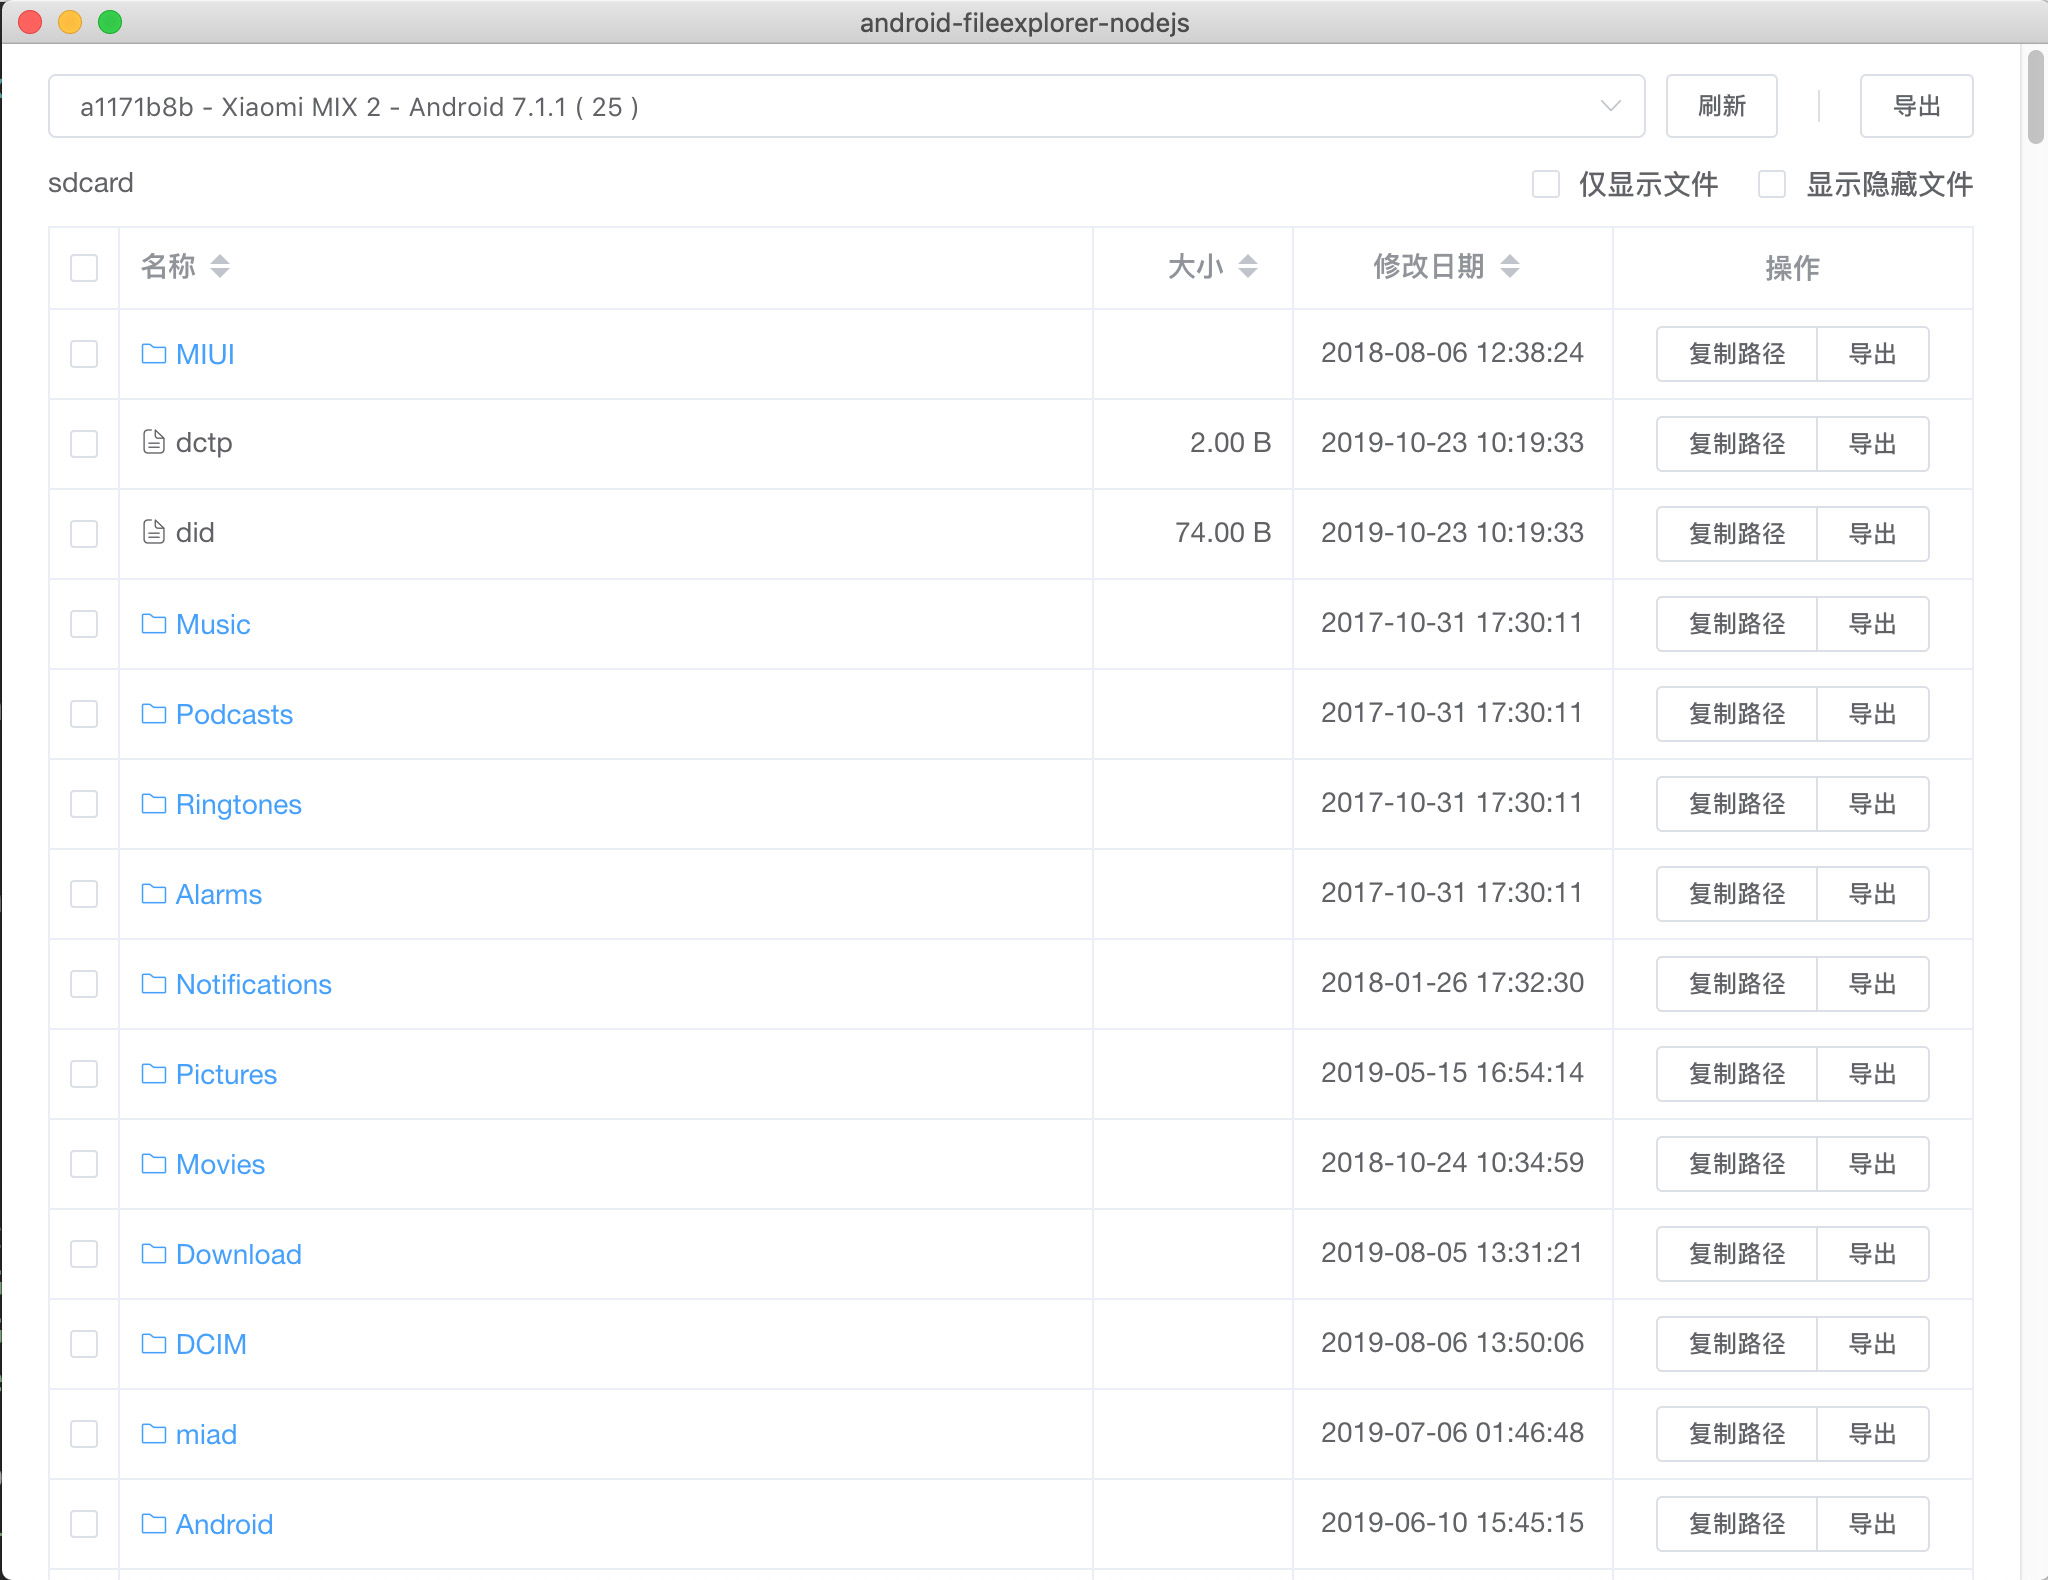 android-fileexplorer-nodejs
a1171b8b - Xiaomi MIX 2 - Android 7.1.1 ( 25 ) 刷新 导出
sdcard 仅显示文件 显示隐藏文件
名称 大小 修改日期 操作
MIUI 2018-08-06 12:38:24 复制路径 导出
dctp 2.00 B 2019-10-23 10:19:33 复制路径 导出
did 74.00 B 2019-10-23 10:19:33 复制路径 导出
Music 2017-10-31 17:30:11 复制路径 导出
Podcasts 2017-10-31 17:30:11 复制路径 导出
Ringtones 2017-10-31 17:30:11 复制路径 导出
Alarms 2017-10-31 17:30:11 复制路径 导出
Notifications 2018-01-26 17:32:30 复制路径 导出
Pictures 2019-05-15 16:54:14 复制路径 导出
Movies 2018-10-24 10:34:59 复制路径 导出
Download 2019-08-05 13:31:21 复制路径 导出
DCIM 2019-08-06 13:50:06 复制路径 导出
miad 2019-07-06 01:46:48 复制路径 导出
Android 2019-06-10 15:45:15 复制路径 导出